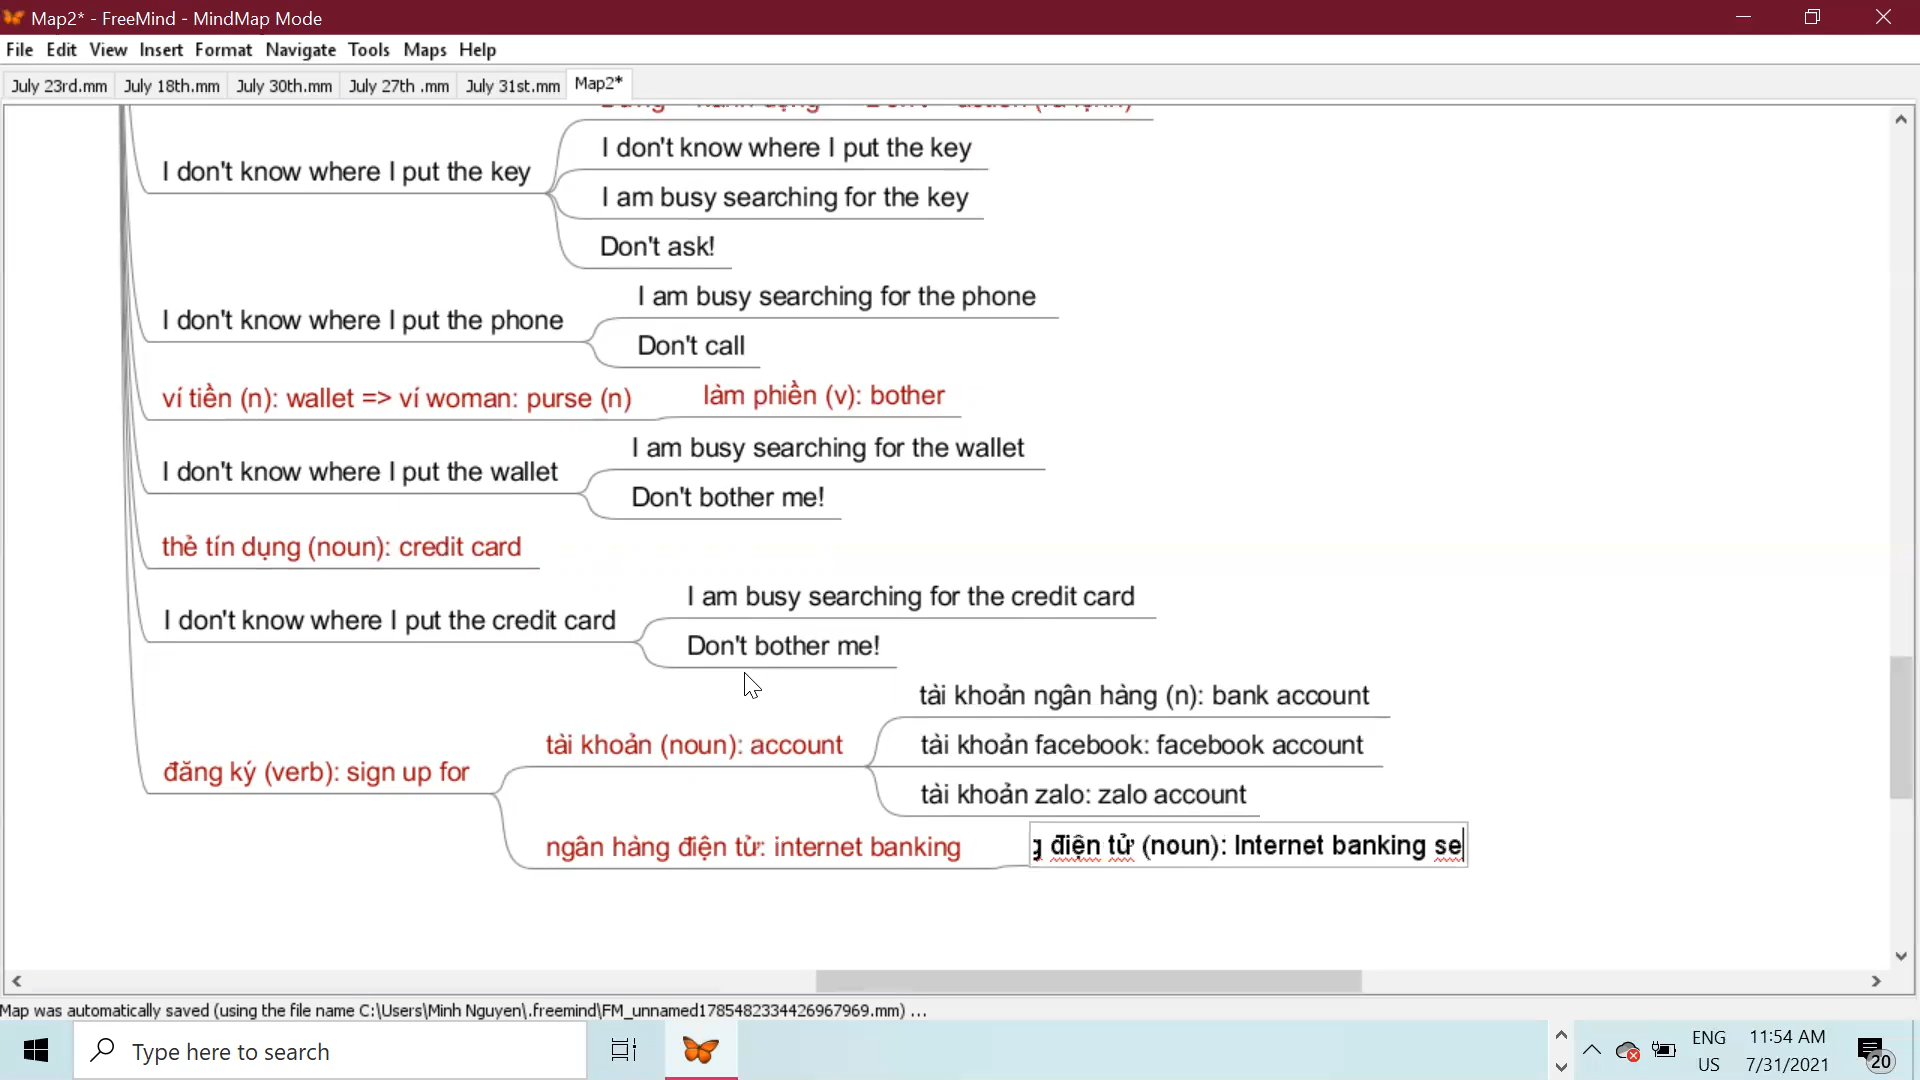 Map2* - FreeMind - MindMap Mode
File Edit View Insert Format Navigate Tools Maps Help
July 23rd.mm July 18th.mm July 30th.mm July 27th .mm July 31st.mm Map2*
I don't know where I put the key
I don't know where I put the key
I am busy searching for the key
Don't ask!
I don't know where I put the phone
I am busy searching for the phone
Don't call
ví tiền (n): wallet => ví woman: purse (n)
làm phiền (v): bother
I don't know where I put the wallet
I am busy searching for the wallet
Don't bother me!
thẻ tín dụng (noun): credit card
I don't know where I put the credit card
I am busy searching for the credit card
Don't bother me!
đăng ký (verb): sign up for
tài khoản (noun): account
tài khoản ngân hàng (n): bank account
tài khoản facebook: facebook account
tài khoản zalo: zalo account
ngân hàng điện tử: internet banking
g điện tử (noun): Internet banking se
Map was automatically saved (using the file name C:\Users\Minh Nguyen\.freemind\FM_unnamed1785482334426967969.mm) ...
Type here to search
ENG
US
11:54 AM
7/31/2021
20